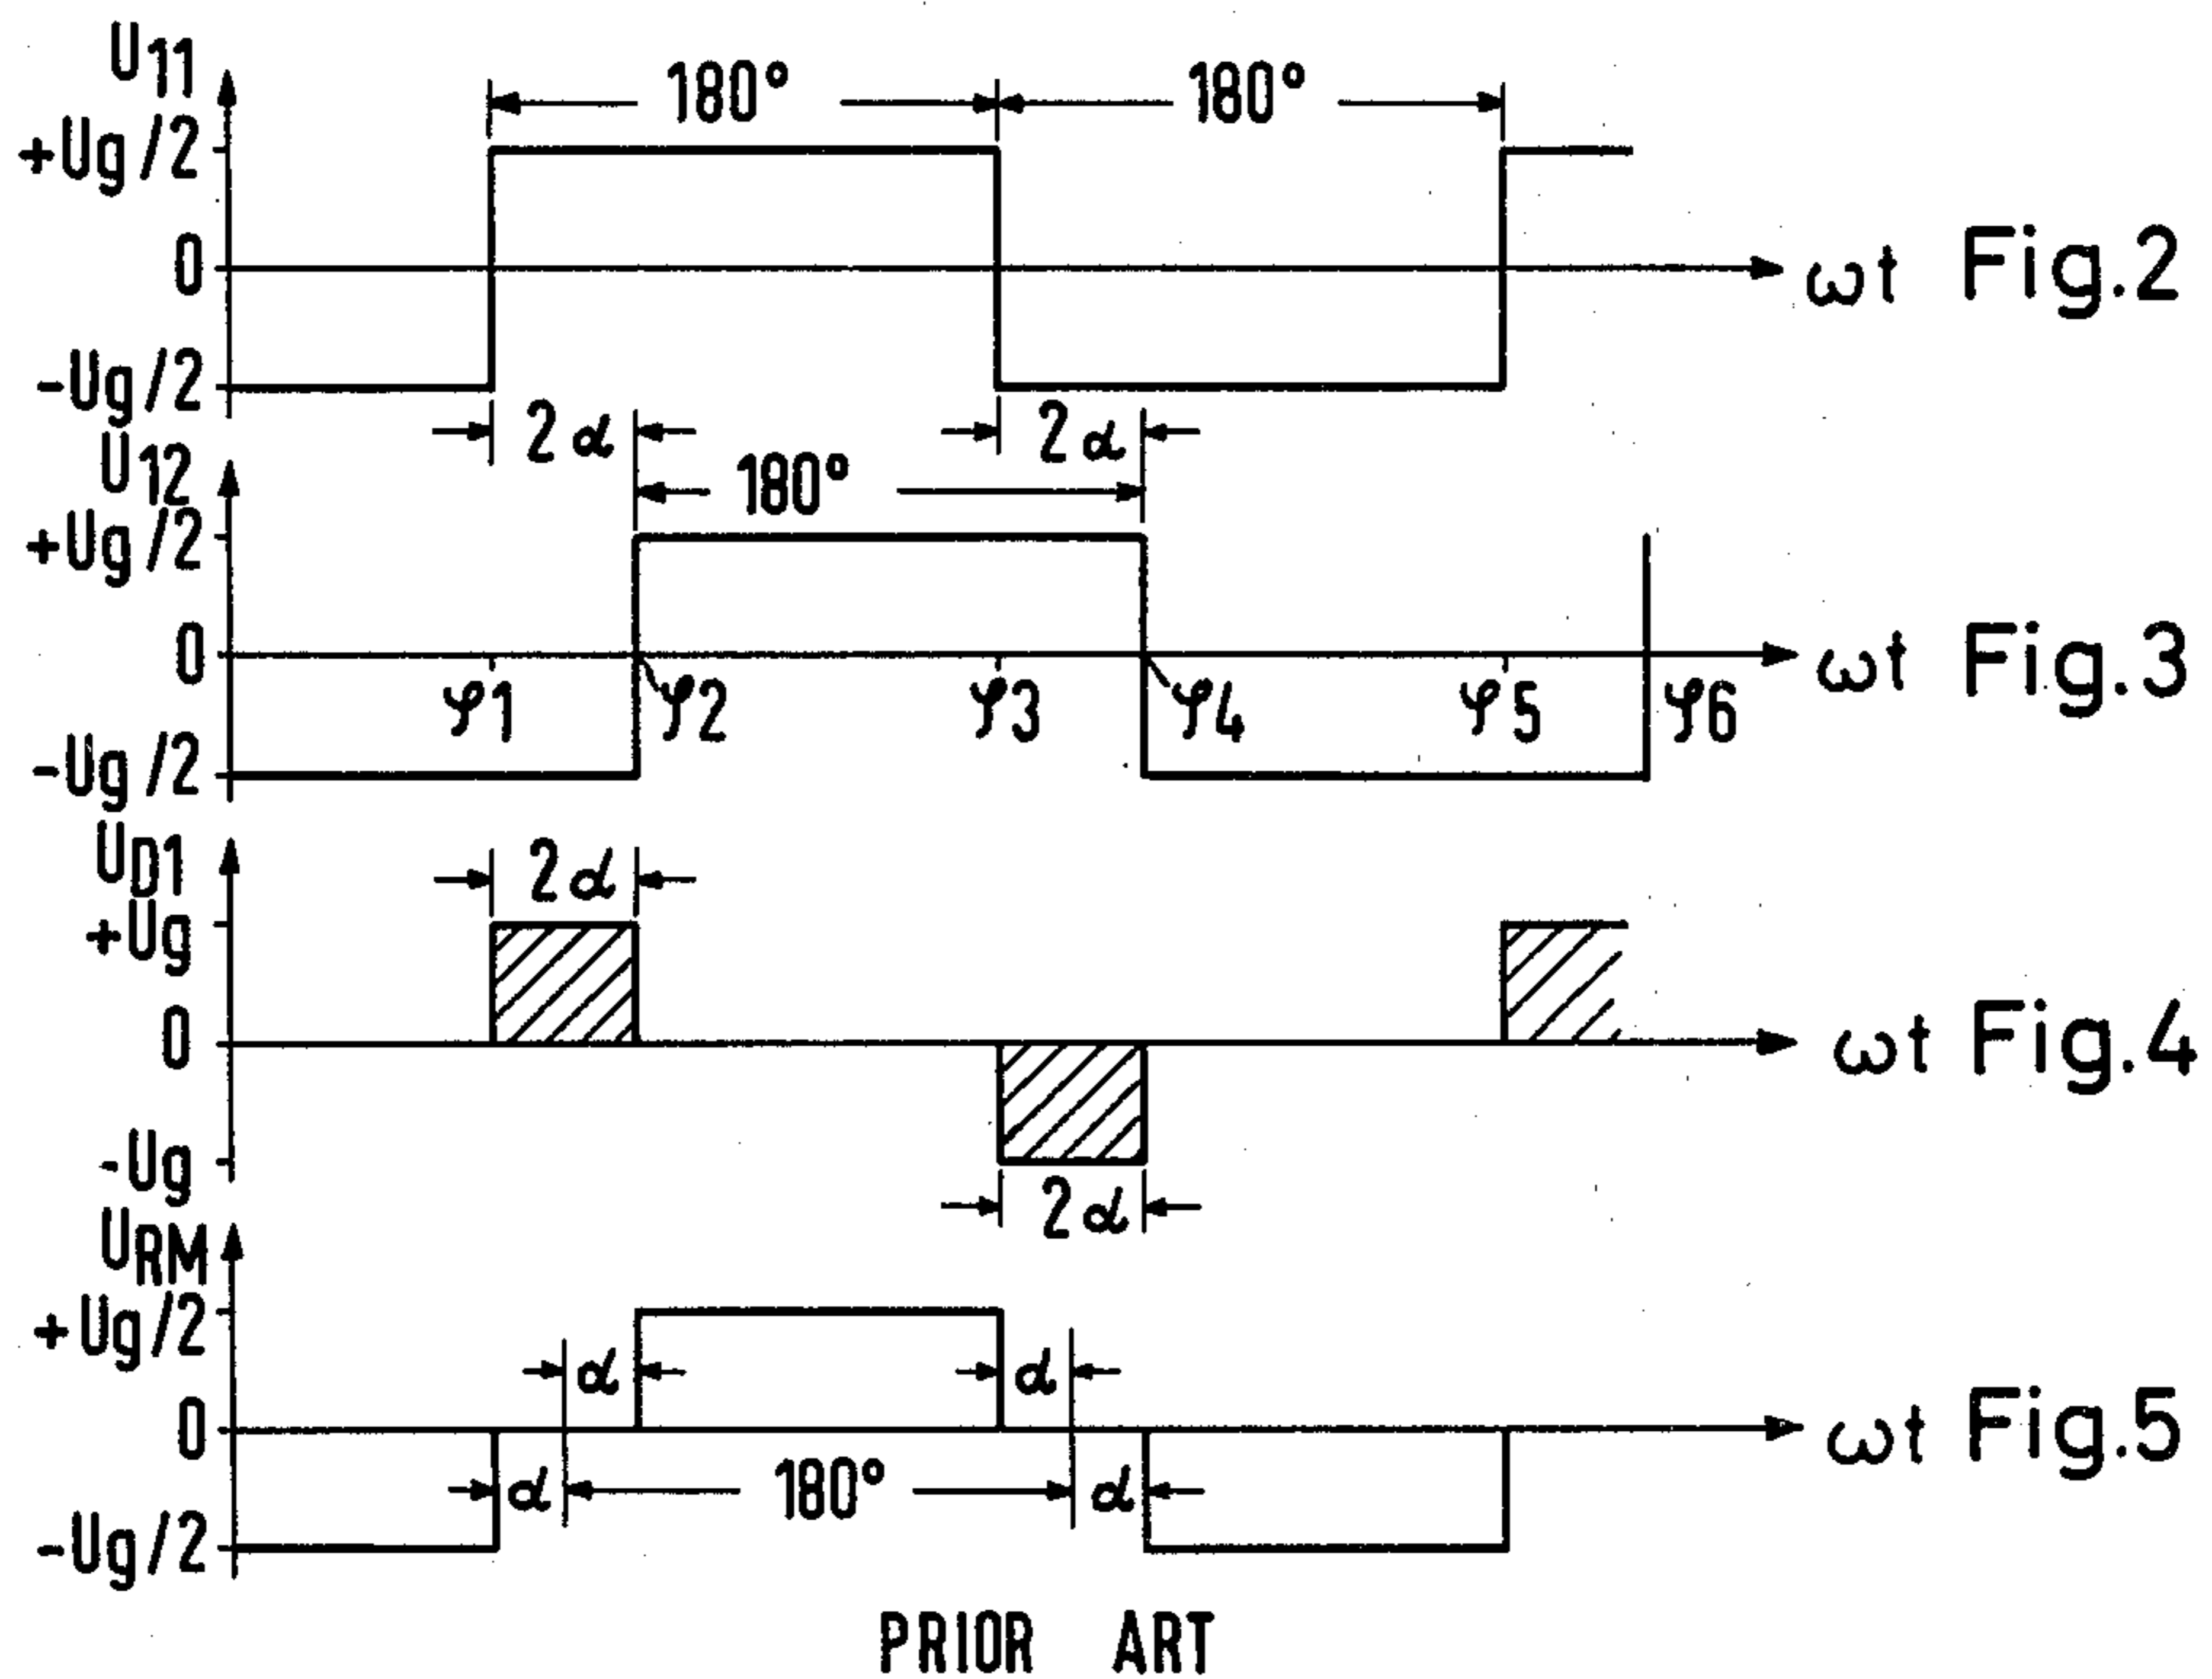 U11
180° 180°
+Ug/2
0
ωt Fig.2
-Ug/2
2α 2α
U12
180°
+Ug/2
0
ωt Fig.3
φ1 φ2 φ3 φ4 φ5 φ6
-Ug/2
UD1
2α
+Ug
0
ωt Fig.4
-Ug
2α
URM
+Ug/2
α α
0
ωt Fig.5
α 180° α
-Ug/2
PRIOR ART